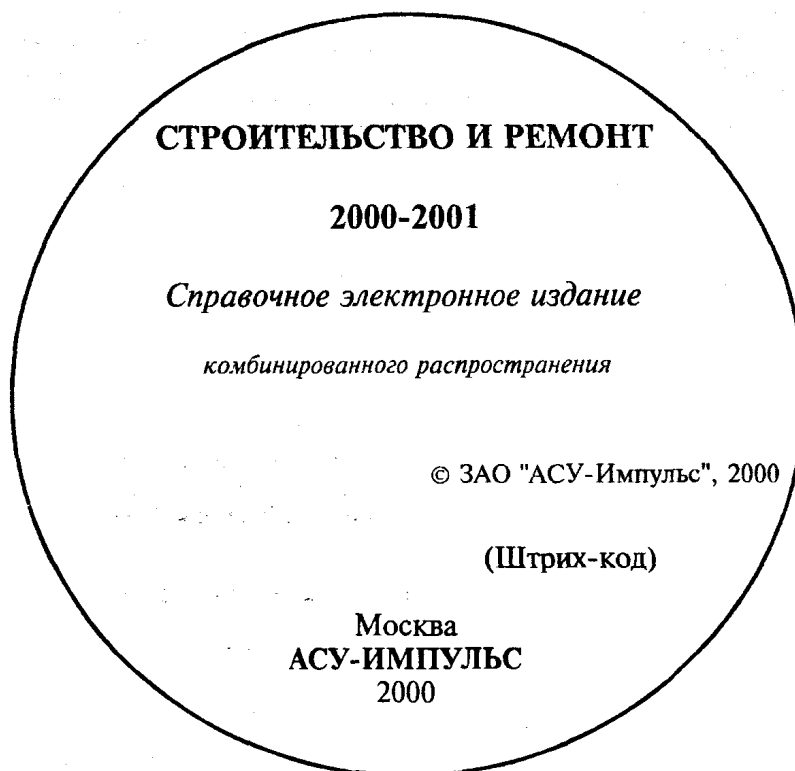 СТРОИТЕЛЬСТВО И РЕМОНТ
2000-2001
Справочное электронное издание
комбинированного распространения
© ЗАО "АСУ-Импульс", 2000
(Штрих-код)
Москва
АСУ-ИМПУЛЬС
2000